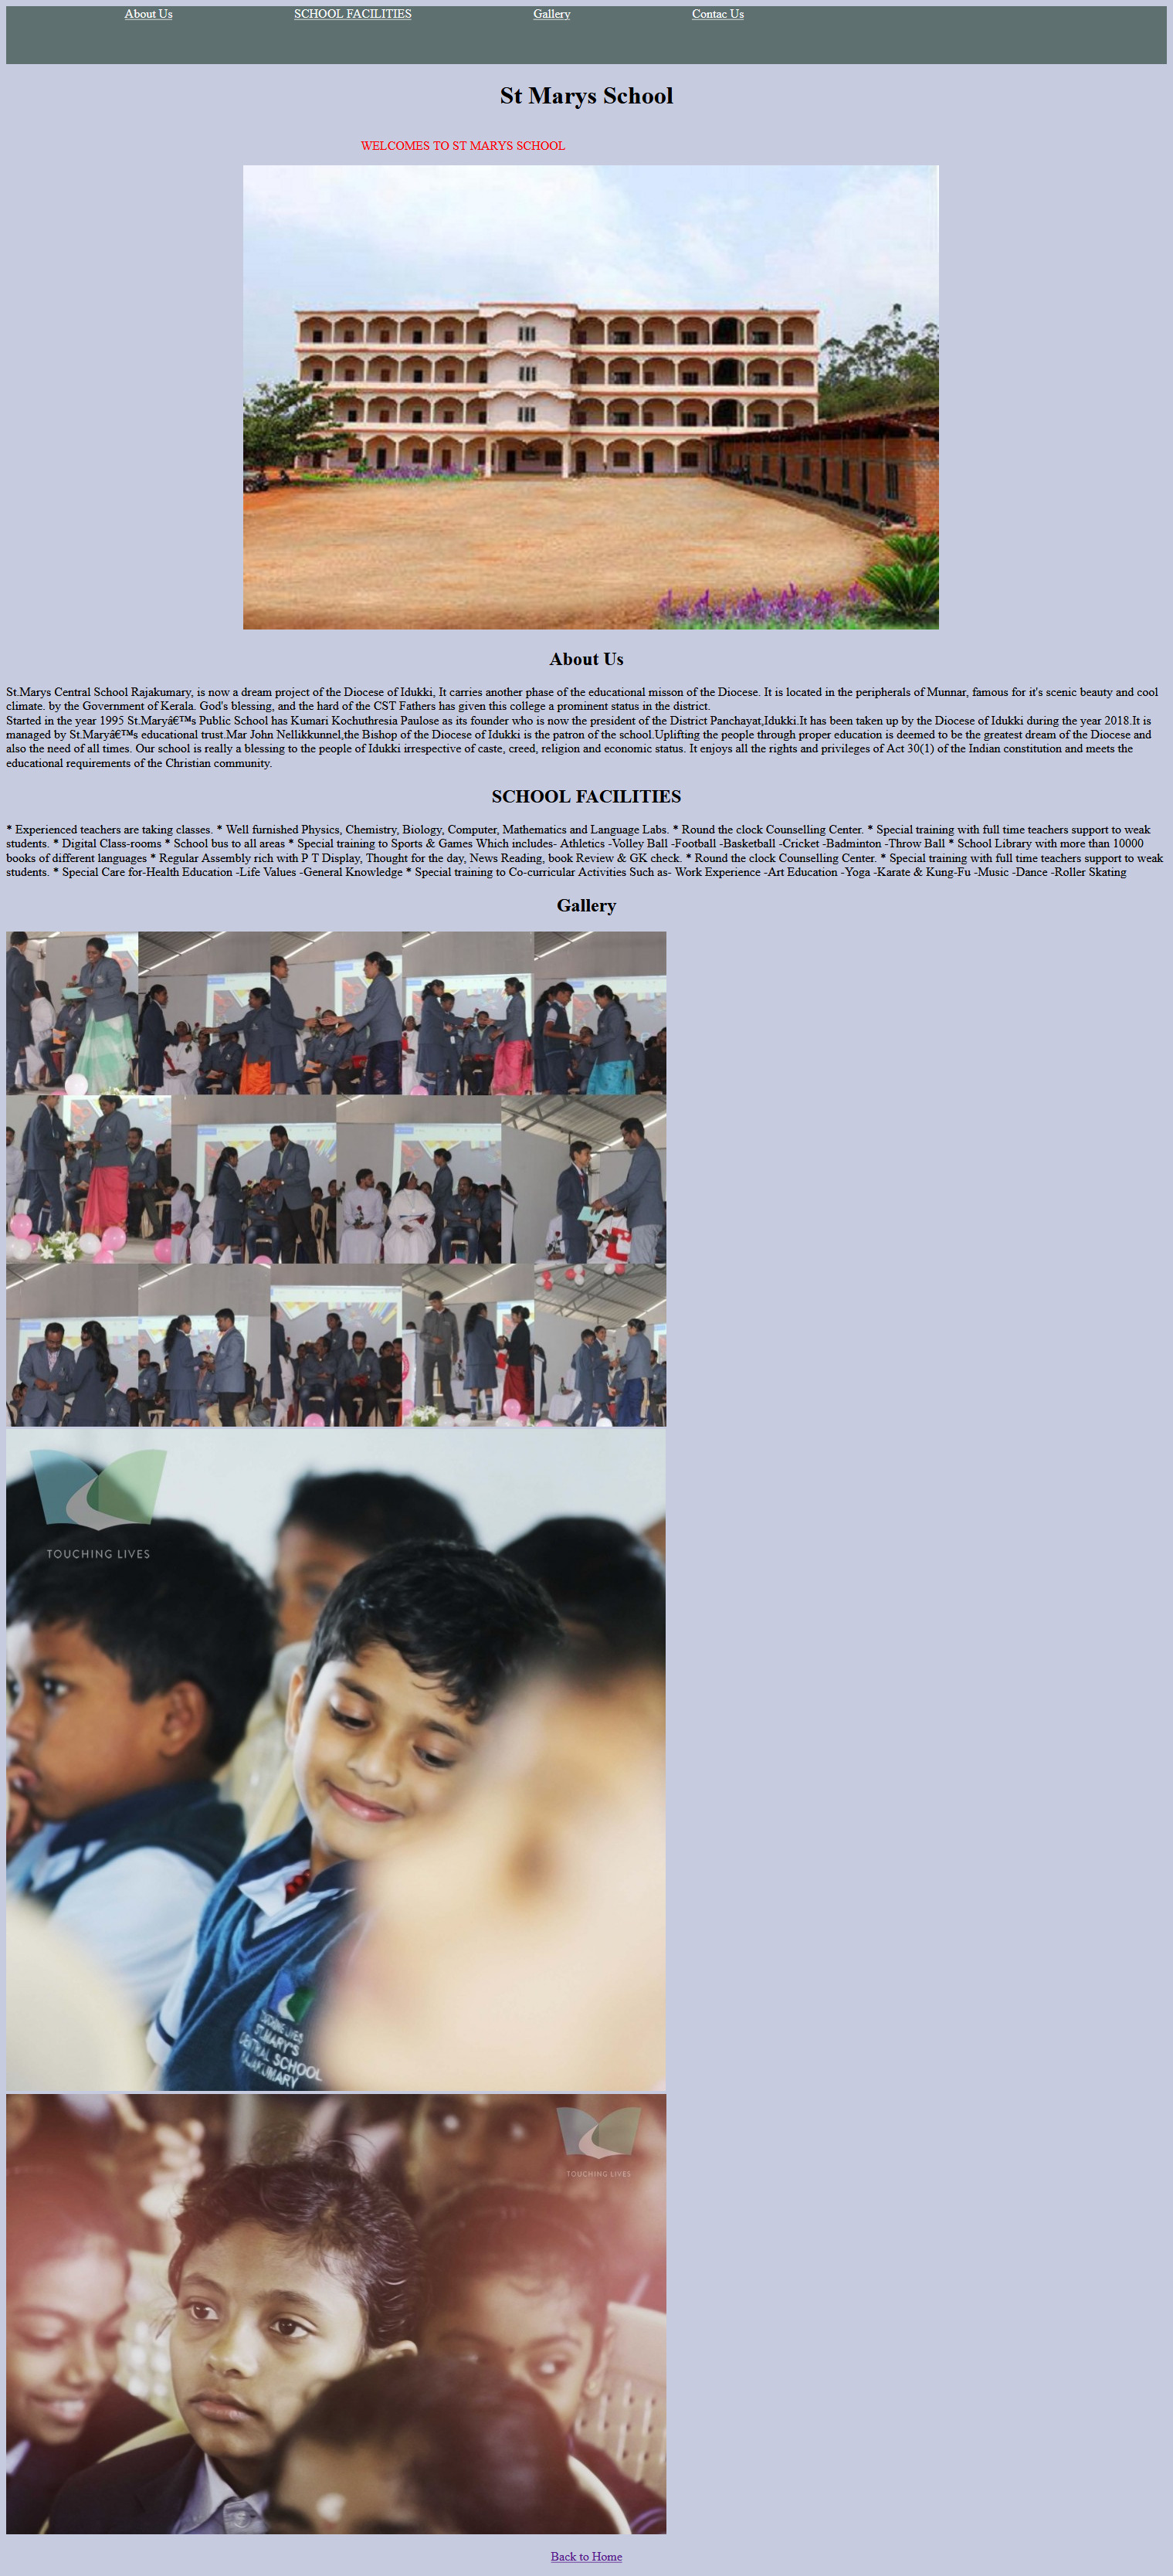 About Us
SCHOOL FACILITIES
Gallery
Contac Us
St Marys School
WELCOMES TO ST MARYS SCHOOL
About Us
St.Marys Central School Rajakumary, is now a dream project of the Diocese of Idukki, It carries another phase of the educational misson of the Diocese. It is located in the peripherals of Munnar, famous for it's scenic beauty and cool
climate. by the Government of Kerala. God's blessing, and the hard of the CST Fathers has given this college a prominent status in the district.
Started in the year 1995 St.Maryâ€™s Public School has Kumari Kochuthresia Paulose as its founder who is now the president of the District Panchayat,Idukki.It has been taken up by the Diocese of Idukki during the year 2018.It is
managed by St.Maryâ€™s educational trust.Mar John Nellikkunnel,the Bishop of the Diocese of Idukki is the patron of the school.Uplifting the people through proper education is deemed to be the greatest dream of the Diocese and
also the need of all times. Our school is really a blessing to the people of Idukki irrespective of caste, creed, religion and economic status. It enjoys all the rights and privileges of Act 30(1) of the Indian constitution and meets the
educational requirements of the Christian community.
SCHOOL FACILITIES
* Experienced teachers are taking classes. * Well furnished Physics, Chemistry, Biology, Computer, Mathematics and Language Labs. * Round the clock Counselling Center. * Special training with full time teachers support to weak
students. * Digital Class-rooms * School bus to all areas * Special training to Sports & Games Which includes- Athletics -Volley Ball -Football -Basketball -Cricket -Badminton -Throw Ball * School Library with more than 10000
books of different languages * Regular Assembly rich with P T Display, Thought for the day, News Reading, book Review & GK check. * Round the clock Counselling Center. * Special training with full time teachers support to weak
students. * Special Care for-Health Education -Life Values -General Knowledge * Special training to Co-curricular Activities Such as- Work Experience -Art Education -Yoga -Karate & Kung-Fu -Music -Dance -Roller Skating
Gallery
TOUCHING LIVES
TOUCHING LIVES
ST.MARY'S
CENTRAL SCHOOL
RAJAKUMARY
TOUCHING LIVES
Back to Home